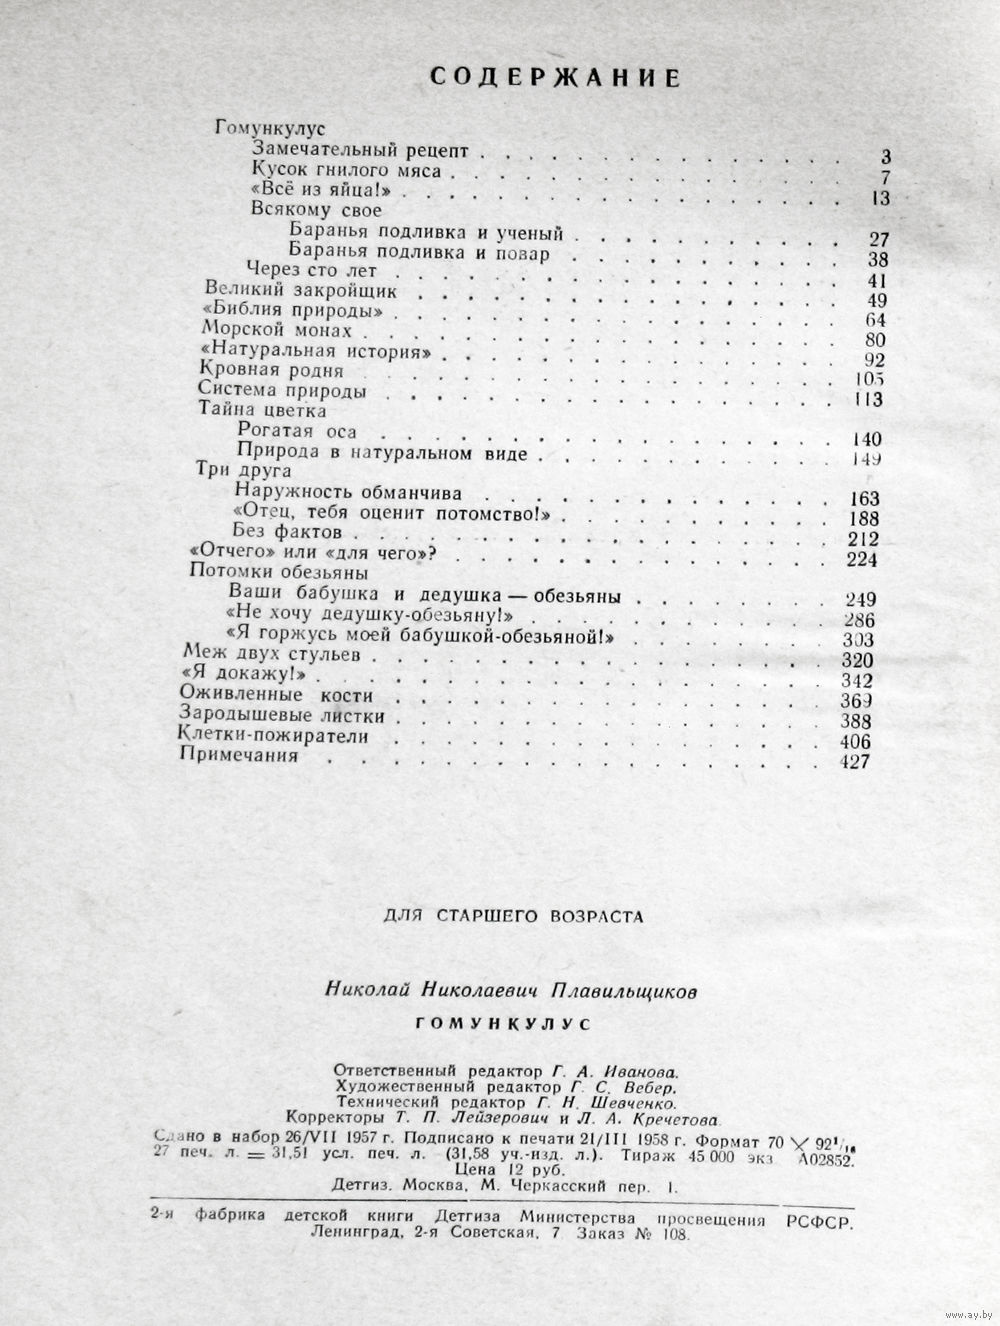 СОДЕРЖАНИЕ
Гомункулус
Замечательный рецепт . . . . . . . . . . . . . . . 3
Кусок гнилого мяса . . . . . . . . . . . . . . . . 7
«Всё из яйца!» . . . . . . . . . . . . . . . . . . 13
Всякому свое
Баранья подливка и ученый . . . . . . . . . . . 27
Баранья подливка и повар . . . . . . . . . . . 38
Через сто лет . . . . . . . . . . . . . . . . . . 41
Великий закройщик . . . . . . . . . . . . . . . . 49
«Библия природы» . . . . . . . . . . . . . . . . . 64
Морской монах . . . . . . . . . . . . . . . . . . 80
«Натуральная история» . . . . . . . . . . . . . . 92
Кровная родня . . . . . . . . . . . . . . . . . . 105
Система природы . . . . . . . . . . . . . . . . . 113
Тайна цветка
Рогатая оса . . . . . . . . . . . . . . . . . 140
Природа в натуральном виде . . . . . . . . . . . 149
Три друга
Наружность обманчива . . . . . . . . . . . . . 163
«Отец, тебя оценит потомство!» . . . . . . . . . . 188
Без фактов . . . . . . . . . . . . . . . . . . 212
«Отчего» или «для чего»? . . . . . . . . . . . . . 224
Потомки обезьяны
Ваши бабушка и дедушка — обезьяны . . . . . . . 249
«Не хочу дедушку-обезьяну!» . . . . . . . . . . . 286
«Я горжусь моей бабушкой-обезьяной!» . . . . . . . 303
Меж двух стульев . . . . . . . . . . . . . . . . . 320
«Я докажу!» . . . . . . . . . . . . . . . . . . . 342
Оживленные кости . . . . . . . . . . . . . . . . . 369
Зародышевые листки . . . . . . . . . . . . . . . . 388
Клетки-пожиратели . . . . . . . . . . . . . . . . 406
Примечания . . . . . . . . . . . . . . . . . . . 427
ДЛЯ СТАРШЕГО ВОЗРАСТА
Николай Николаевич Плавильщиков
ГОМУНКУЛУС
Ответственный редактор Г. А. Иванова.
Художественный редактор Г. С. Вебер.
Технический редактор Г. Н. Шевченко.
Корректоры Т. П. Лейзерович и Л. А. Кречетова
Сдано в набор 26/VII 1957 г. Подписано к печати 21/III 1958 г. Формат 70 × 92 1/16
27 печ. л. = 31,51 усл. печ. л. (31,58 уч.-изд. л.). Тираж 45 000 экз А02852.
Цена 12 руб.
Детгиз. Москва, М. Черкасский пер. 1.
2-я фабрика детской книги Детгиза Министерства просвещения РСФСР.
Ленинград, 2-я Советская, 7 Заказ № 108.
www.ay.by